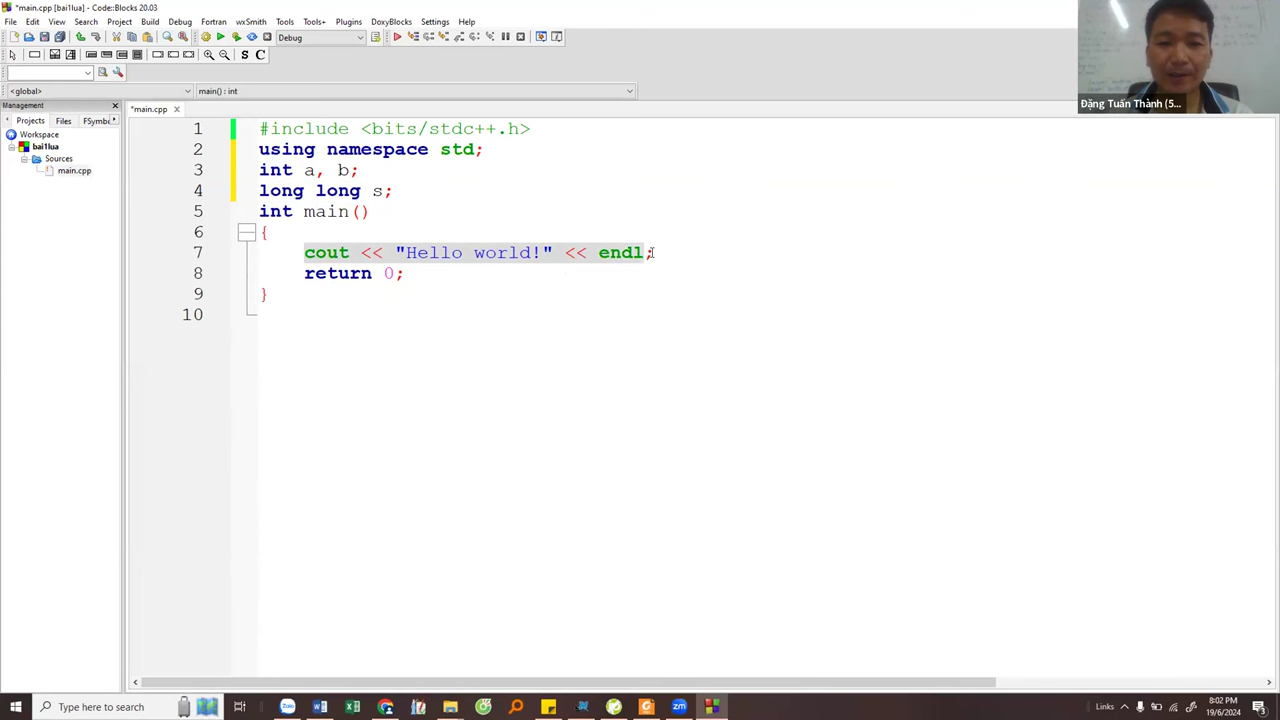 *main.cpp [bai1lua] - Code::Blocks 20.03
File Edit View Search Project Build Debug Fortran wxSmith Tools Tools+ Plugins DoxyBlocks Settings Help
Debug
S C
<global>
main() : int
Management
Projects Files FSymbo
*main.cpp
Workspace
bai1lua
Sources
main.cpp
1 #include <bits/stdc++.h>
2 using namespace std;
3 int a, b;
4 long long s;
5 int main()
6 {
7 cout << "Hello world!" << endl;
8 return 0;
9 }
10
Đặng Tuấn Thành (5...
Type here to search
Links
8:02 PM
19/6/2024